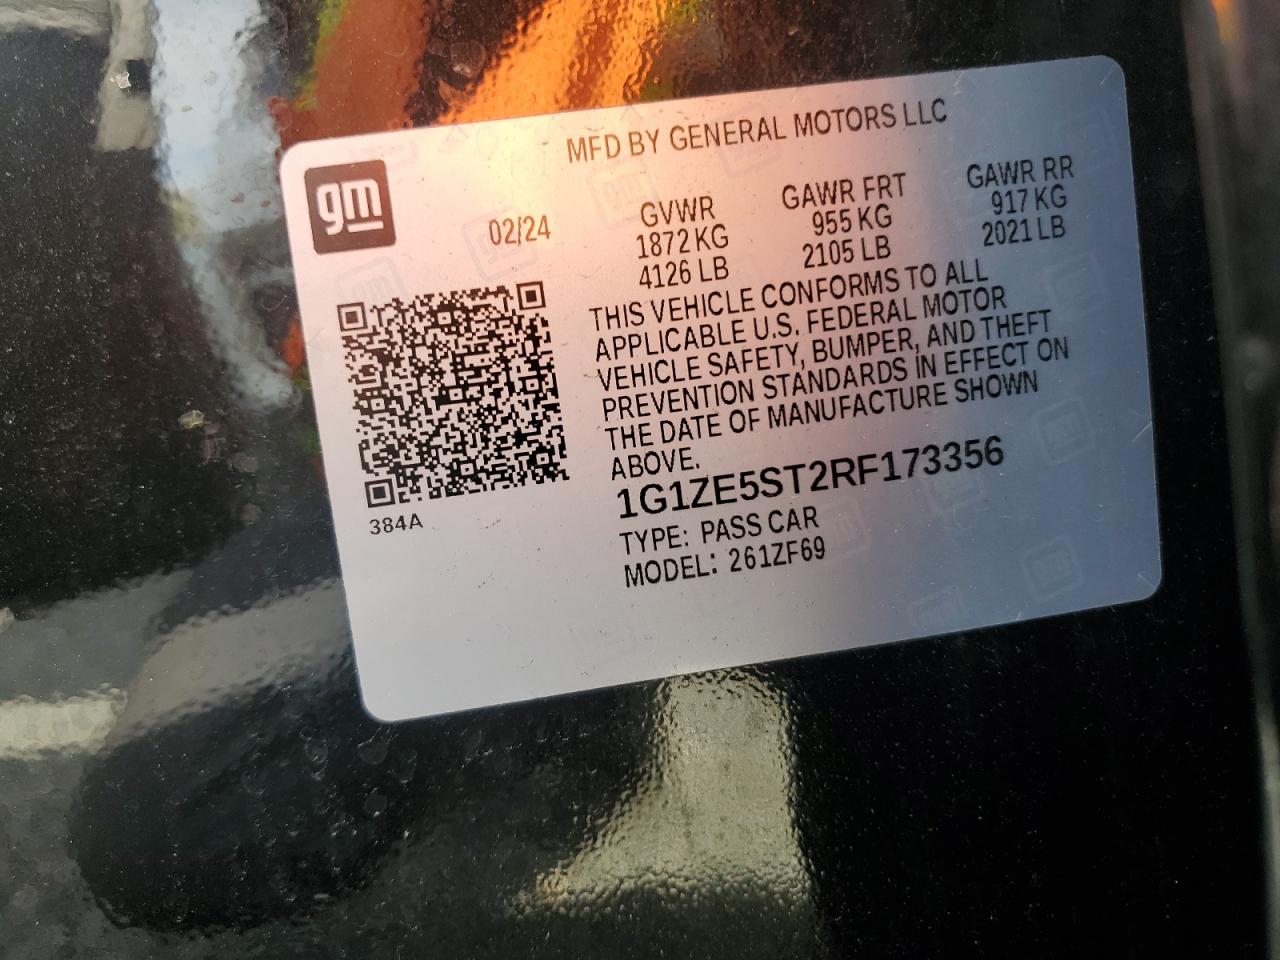 MFD BY GENERAL MOTORS LLC
gm
02/24
GVWR
1872 KG
4126 LB
GAWR FRT
955 KG
2105 LB
GAWR RR
917 KG
2021 LB
THIS VEHICLE CONFORMS TO ALL
APPLICABLE U.S. FEDERAL MOTOR
VEHICLE SAFETY, BUMPER, AND THEFT
PREVENTION STANDARDS IN EFFECT ON
THE DATE OF MANUFACTURE SHOWN
ABOVE.
1G1ZE5ST2RF173356
TYPE: PASS CAR
MODEL: 261ZF69
384A